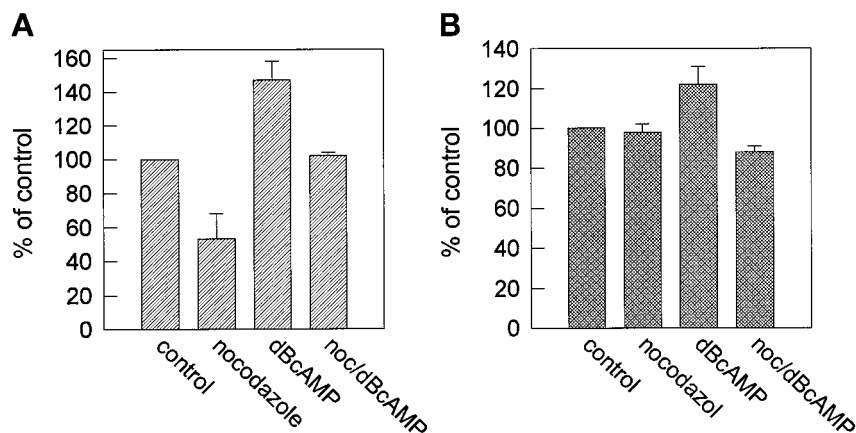 A
% of control
160
140
120
100
80
60
40
20
0
control
nocodazole
dBcAMP
noc/dBcAMP
B
% of control
140
120
100
80
60
40
20
0
control
nocodazol
dBcAMP
noc/dBcAMP